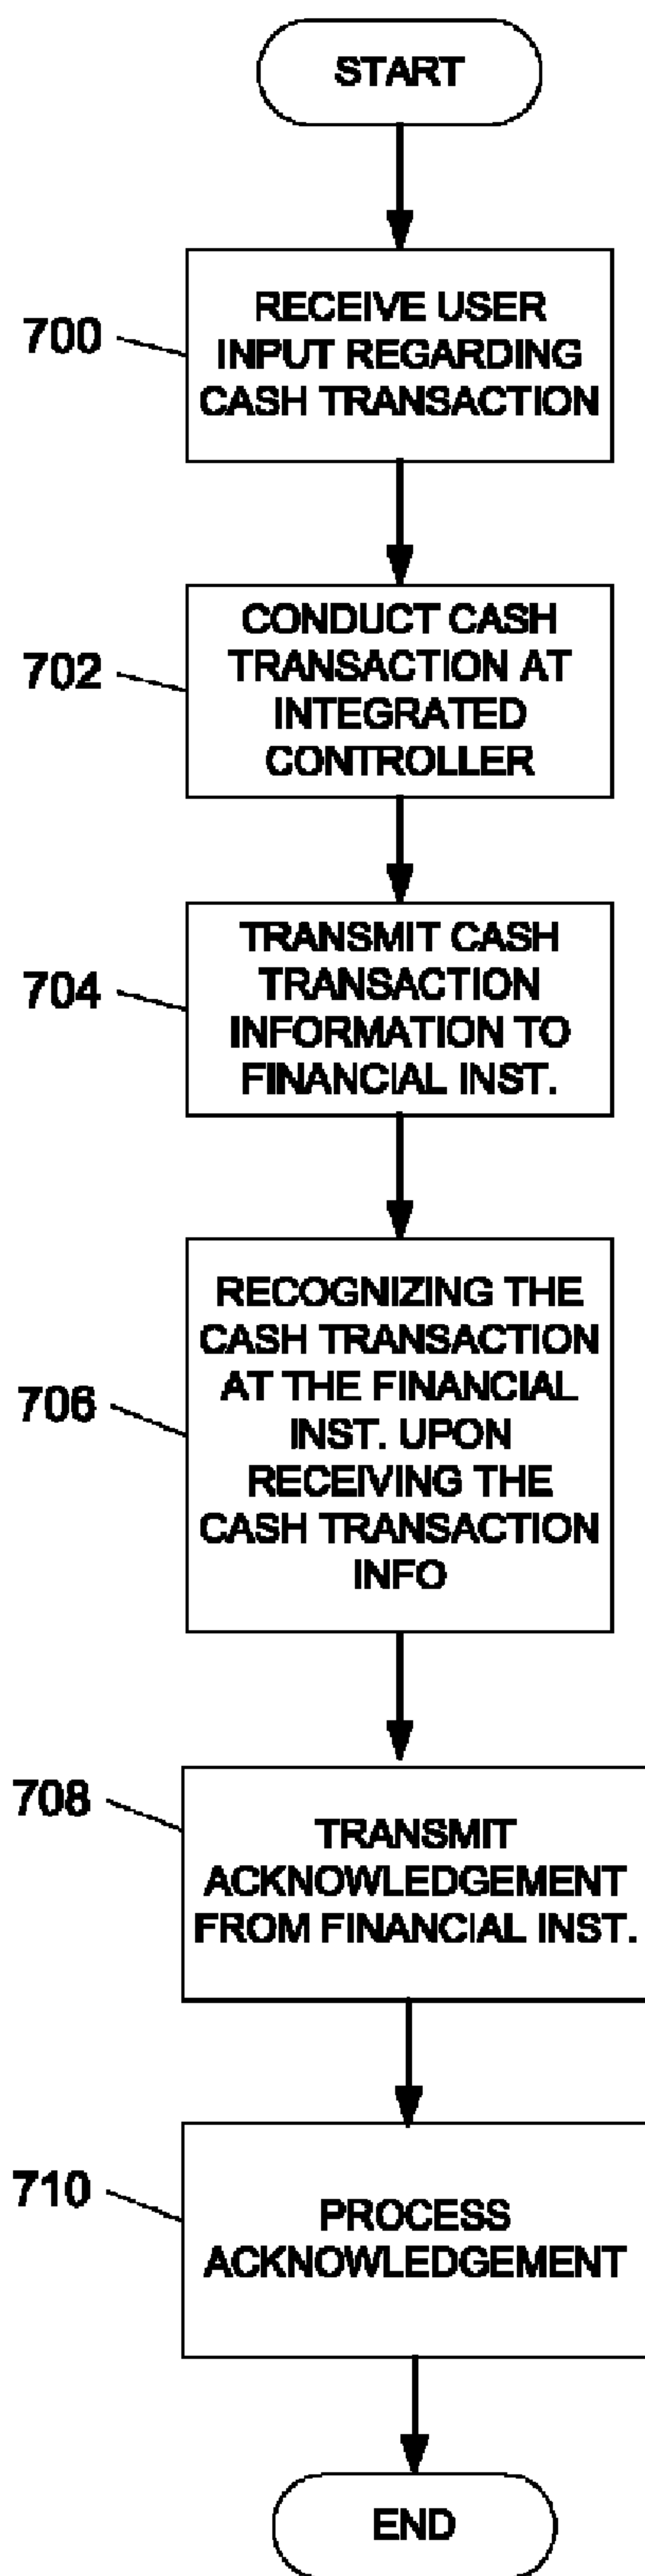 START
700
RECEIVE USER
INPUT REGARDING
CASH TRANSACTION
702
CONDUCT CASH
TRANSACTION AT
INTEGRATED
CONTROLLER
704
TRANSMIT CASH
TRANSACTION
INFORMATION TO
FINANCIAL INST.
706
RECOGNIZING THE
CASH TRANSACTION
AT THE FINANCIAL
INST. UPON
RECEIVING THE
CASH TRANSACTION
INFO
708
TRANSMIT
ACKNOWLEDGEMENT
FROM FINANCIAL INST.
710
PROCESS
ACKNOWLEDGEMENT
END